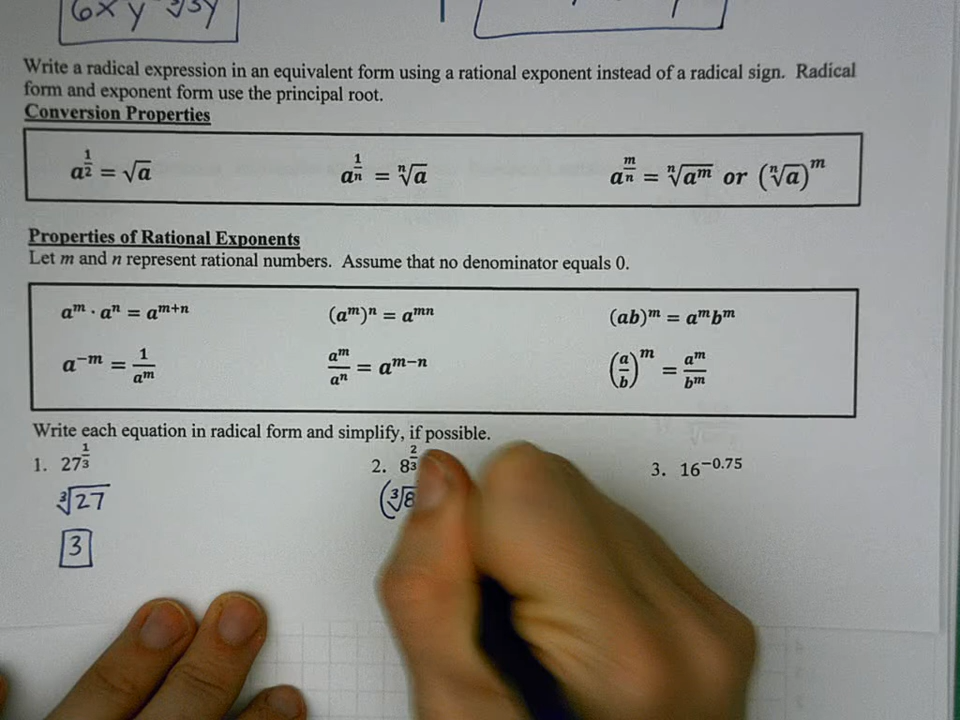 6xy ∛3y
Write a radical expression in an equivalent form using a rational exponent instead of a radical sign. Radical
form and exponent form use the principal root.
Conversion Properties
a^(1/2) = √a    a^(1/n) = ⁿ√a    a^(m/n) = ⁿ√(a^m) or (ⁿ√a)^m
Properties of Rational Exponents
Let m and n represent rational numbers. Assume that no denominator equals 0.
a^m · a^n = a^(m+n)    (a^m)^n = a^(mn)    (ab)^m = a^m b^m
a^(−m) = 1/a^m    a^m/a^n = a^(m−n)    (a/b)^m = a^m/b^m
Write each equation in radical form and simplify, if possible.
1. 27^(1/3)    2. 8^(2/3)    3. 16^(−0.75)
∛27    (∛8
3